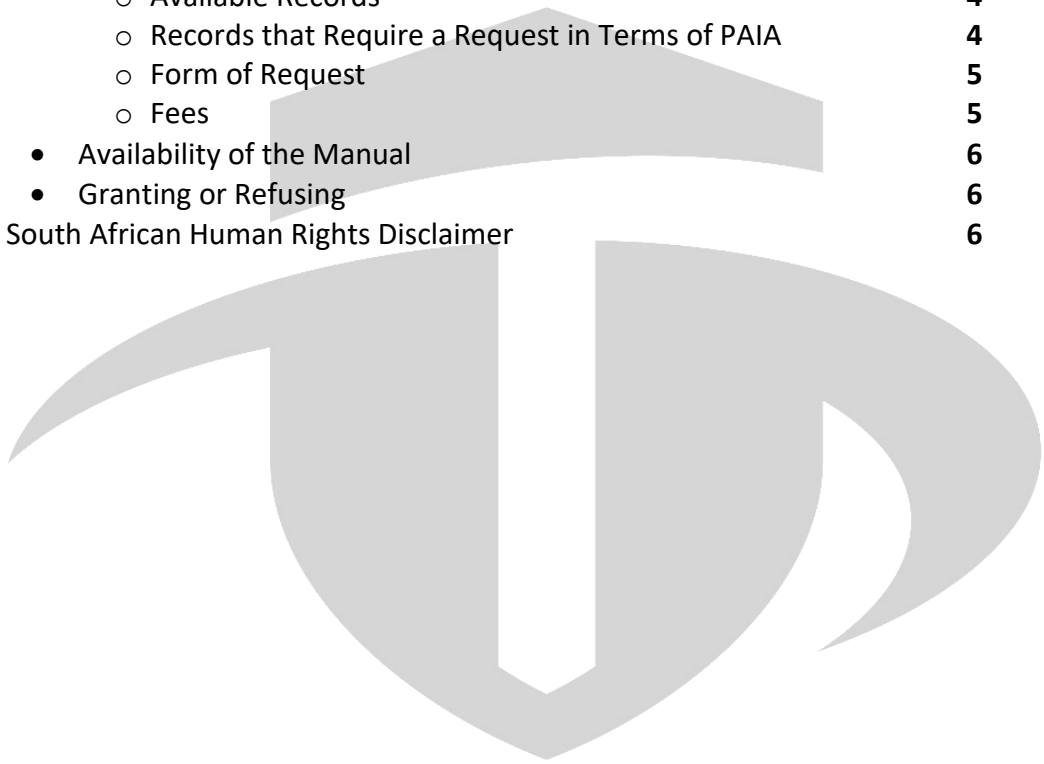 ○ Available Records 4
○ Records that Require a Request in Terms of PAIA 4
○ Form of Request 5
○ Fees 5
• Availability of the Manual 6
• Granting or Refusing 6
South African Human Rights Disclaimer 6